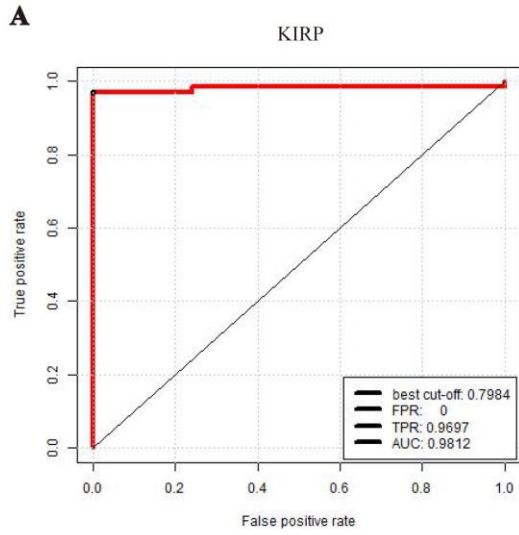 A
KIRP
True positive rate
1.0
0.8
0.6
0.4
0.2
0.0
best cut-off: 0.7984
FPR: 0
TPR: 0.9697
AUC: 0.9812
0.0 0.2 0.4 0.6 0.8 1.0
False positive rate